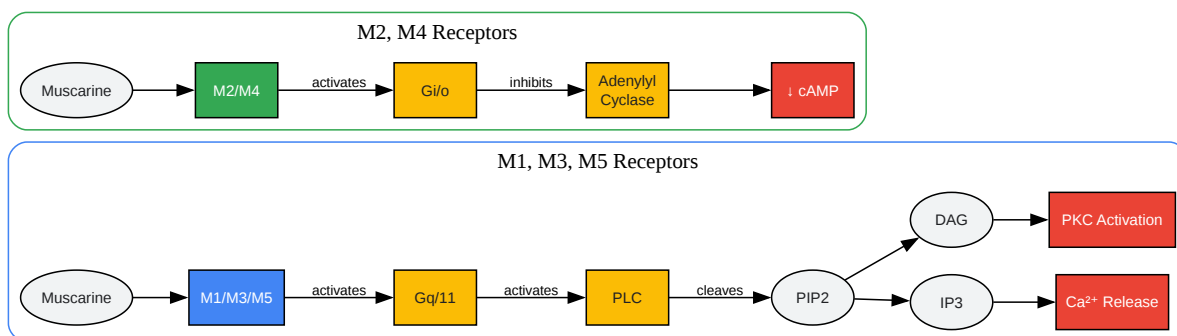 M2, M4 Receptors
Muscarine
M2/M4
activates
Gi/o
inhibits
Adenylyl
Cyclase
↓ cAMP
M1, M3, M5 Receptors
DAG
PKC Activation
Muscarine
M1/M3/M5
activates
Gq/11
activates
PLC
cleaves
PIP2
IP3
Ca²⁺ Release